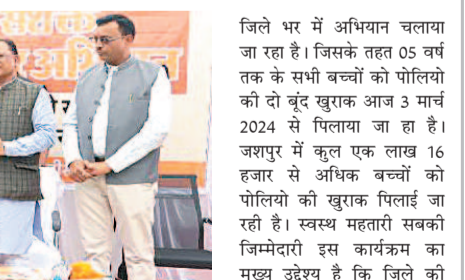 अभियान
जिले भर में अभियान चलाया
जा रहा है। जिसके तहत 05 वर्ष
तक के सभी बच्चों को पोलियो
की दो बूंद खुराक आज 3 मार्च
2024 से पिलाया जा हा है।
जशपुर में कुल एक लाख 16
हजार से अधिक बच्चों को
पोलियो की खुराक पिलाई जा
रही है। स्वस्थ महतारी सबकी
जिम्मेदारी इस कार्यक्रम का
मुख्य उद्देश्य है कि जिले की